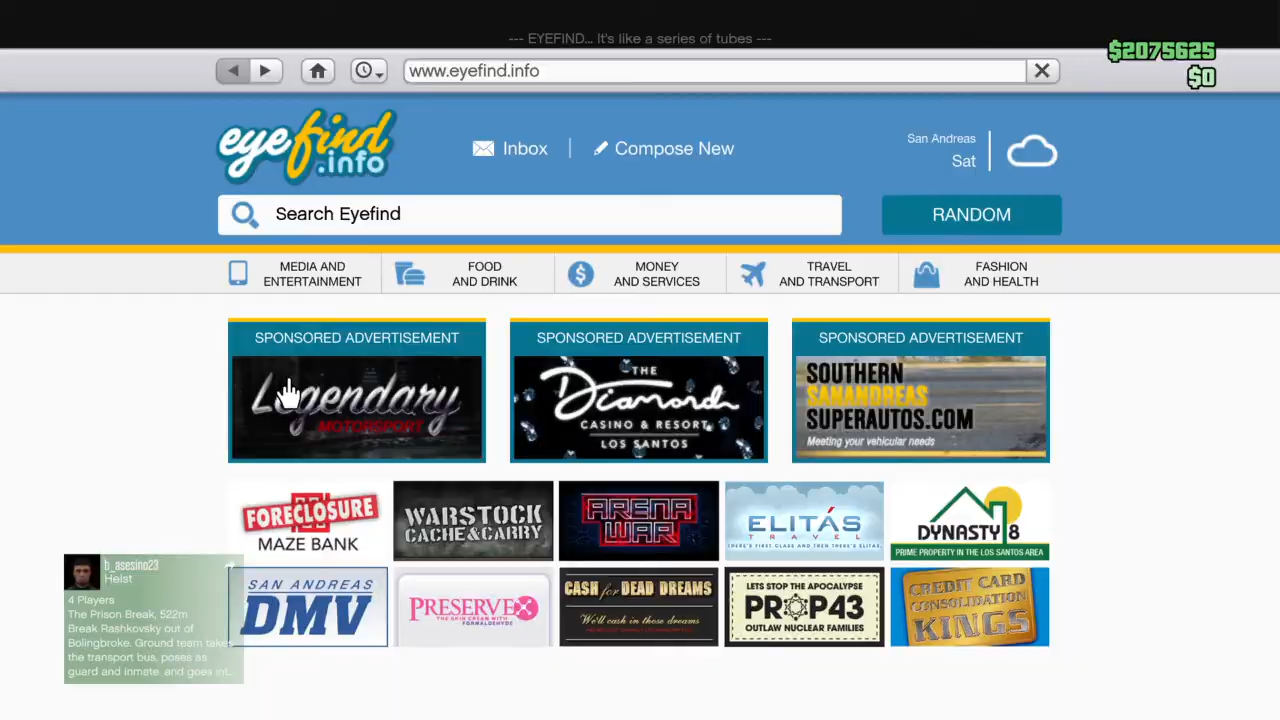 --- EYEFIND... It's like a series of tubes ---
$2075625
$0
www.eyefind.info
eyefind
.info
Inbox
Compose New
San Andreas
Sat
Search Eyefind
RANDOM
MEDIA AND
ENTERTAINMENT
FOOD
AND DRINK
MONEY
AND SERVICES
TRAVEL
AND TRANSPORT
FASHION
AND HEALTH
SPONSORED ADVERTISEMENT
Legendary
MOTORSPORT
SPONSORED ADVERTISEMENT
THE
Diamond
CASINO & RESORT
LOS SANTOS
SPONSORED ADVERTISEMENT
SOUTHERN
SANANDREAS
SUPERAUTOS.COM
Meeting your vehicular needs
FORECLOSURE
MAZE BANK
WARSTOCK
CACHE&CARRY
ARENA
WAR
ELITÁS
TRAVEL
THERE'S FIRST CLASS AND THEN THERE'S ELITAS
DYNASTY 8
PRIME PROPERTY IN THE LOS SANTOS AREA
SAN ANDREAS
DMV
PRESERVEX
THE SKIN CREAM WITH
FORMALDEHYDE
CASH for DEAD DREAMS
We'll cash in those dreams
LETS STOP THE APOCALYPSE
PROP43
OUTLAW NUCLEAR FAMILIES
CREDIT CARD
CONSOLIDATION
KINGS
b_asesino23
Heist
4 Players
The Prison Break, 522m
Break Rashkovsky out of
Bolingbroke. Ground team takes
the transport bus, poses as
guard and inmate, and goes int...